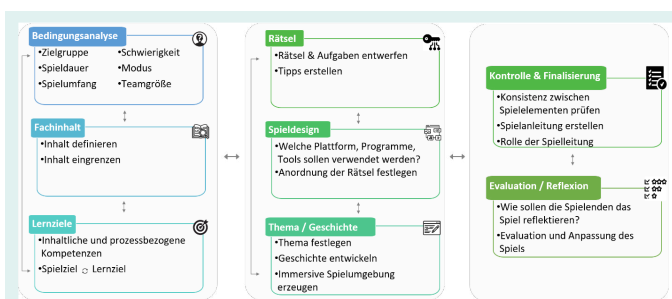 Bedingungsanalyse
•Zielgruppe
•Spieldauer
•Spielumfang
•Schwierigkeit
•Modus
•Teamgröße
Fachinhalt
•Inhalt definieren
•Inhalt eingrenzen
Lernziele
•Inhaltliche und prozessbezogene
Kompetenzen
•Spielziel Lernziel
Rätsel
•Rätsel & Aufgaben entwerfen
•Tipps erstellen
Spieldesign
•Welche Plattform, Programme,
Tools sollen verwendet werden?
•Anordnung der Rätsel festlegen
Thema / Geschichte
•Thema festlegen
•Geschichte entwickeln
•Immersive Spielumgebung
erzeugen
Kontrolle & Finalisierung
•Konsistenz zwischen
Spielelementen prüfen
•Spielanleitung erstellen
•Rolle der Spielleitung
Evaluation / Reflexion
•Wie sollen die Spielenden das
Spiel reflektieren?
•Evaluation und Anpassung des
Spiels